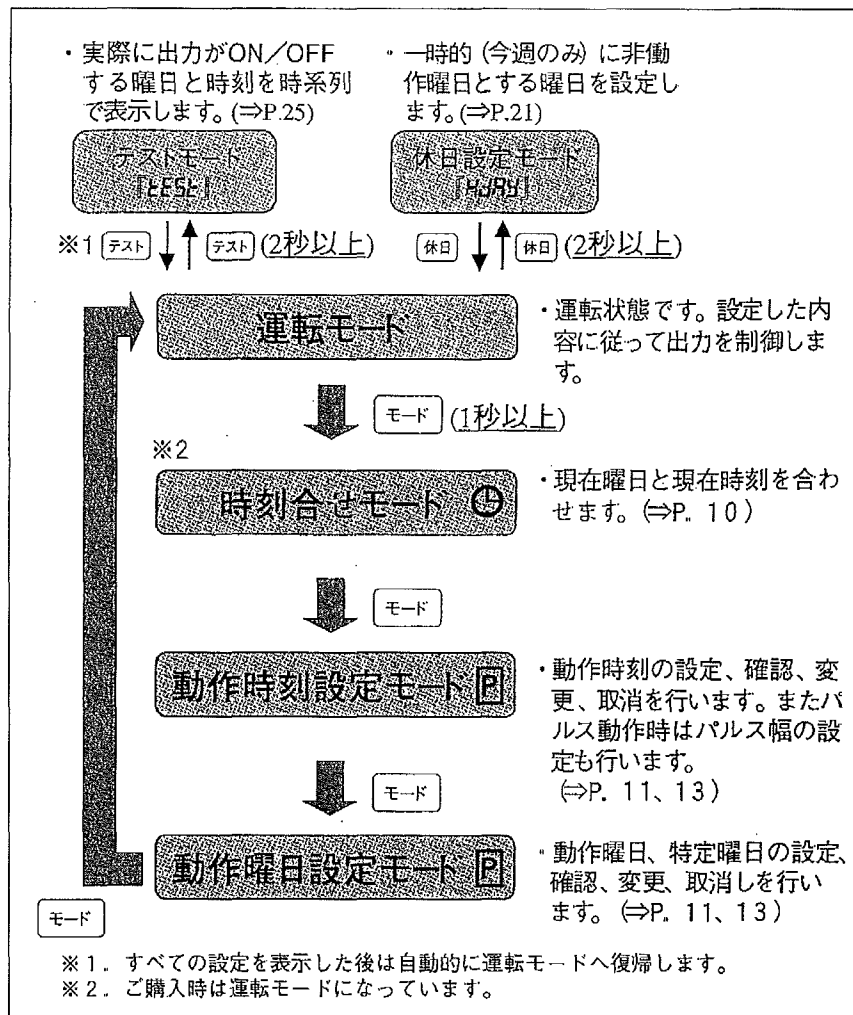 ・実際に出力がON／OFF
する曜日と時刻を時系列
で表示します。(⇒P.25)
・一時的(今週のみ)に非働
作曜日とする曜日を設定し
ます。(⇒P.21)
テストモード
『tESt』
休日設定モード
『HdAY』
※1 テスト テスト (2秒以上)
休日 休日 (2秒以上)
運転モード
・運転状態です。設定した内
容に従って出力を制御しま
す。
モード (1秒以上)
※2
時刻合せモード
・現在曜日と現在時刻を合わ
せます。(⇒P. 10)
モード
動作時刻設定モード P
・動作時刻の設定、確認、変
更、取消を行います。またパ
ルス動作時はパルス幅の設
定も行います。
(⇒P. 11、13)
モード
動作曜日設定モード P
・動作曜日、特定曜日の設定、
確認、変更、取消しを行い
ます。(⇒P. 11、13)
モード
※1. すべての設定を表示した後は自動的に運転モードへ復帰します。
※2. ご購入時は運転モードになっています。